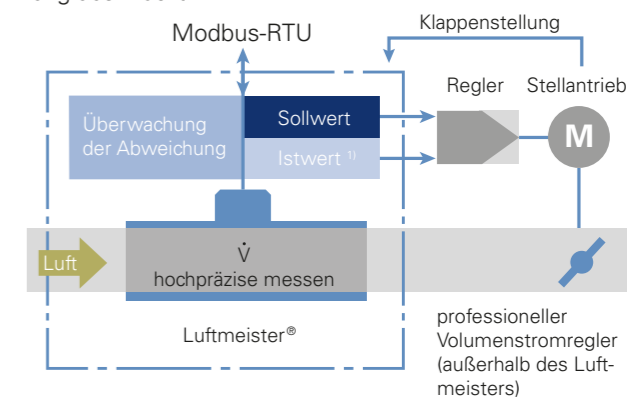 Modbus-RTU
Klappenstellung
Regler
Stellantrieb
Überwachung
der Abweichung
Sollwert
Istwert ¹⁾
M
Luft
V̇
hochpräzise messen
Luftmeister®
professioneller
Volumenstromregler
(außerhalb des Luft-
meisters)